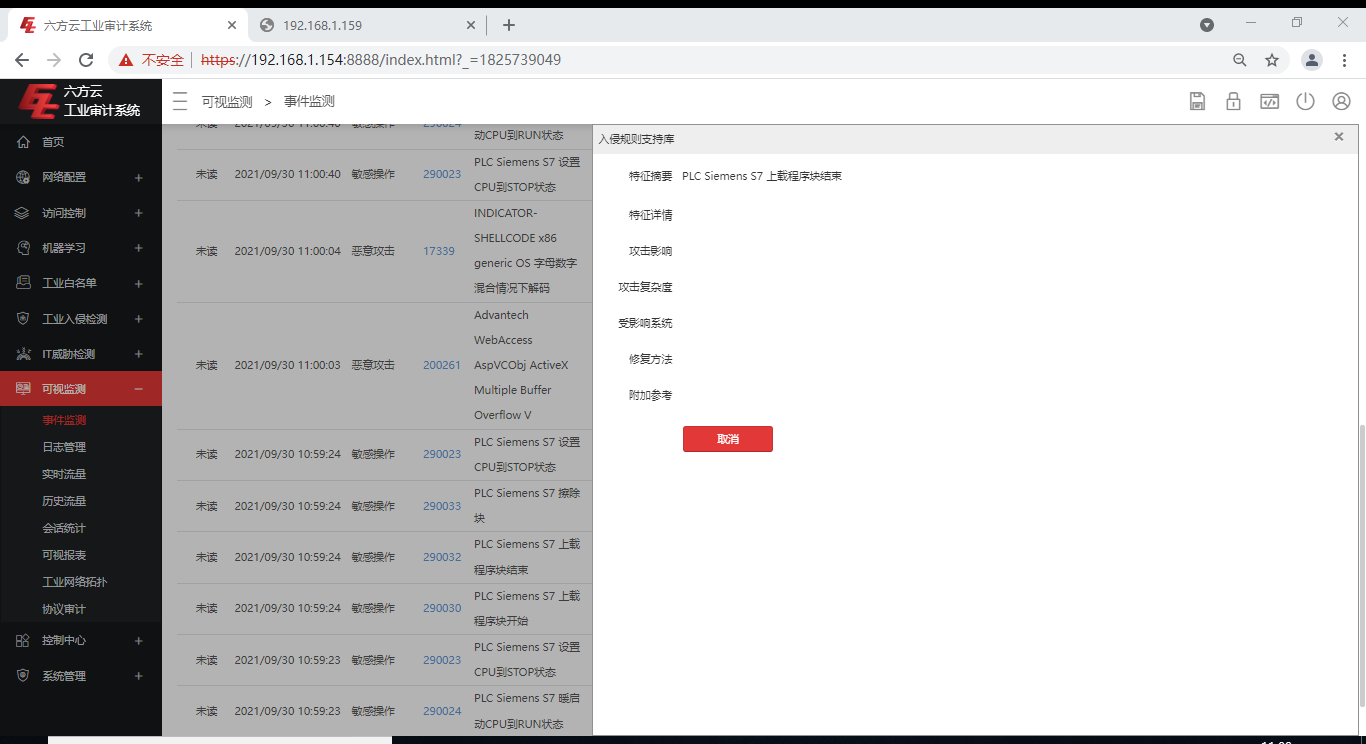 六方云工业审计系统
192.168.1.159
不安全
https://192.168.1.154:8888/index.html?_=1825739049
六方云
工业审计系统
可视监测 > 事件监测
首页
网络配置 +
访问控制 +
机器学习 +
工业白名单 +
工业入侵检测 +
IT威胁检测 +
可视监测 −
事件监测
日志管理
实时流量
历史流量
会话统计
可视报表
工业网络拓扑
协议审计
控制中心 +
系统管理 +
未读 2021/09/30 11:00:40 敏感操作 290024
动CPU到RUN状态
未读 2021/09/30 11:00:40 敏感操作 290023
PLC Siemens S7 设置
CPU到STOP状态
未读 2021/09/30 11:00:04 恶意攻击 17339
INDICATOR-
SHELLCODE x86
generic OS 字母数字
混合情况下解码
未读 2021/09/30 11:00:03 恶意攻击 200261
Advantech
WebAccess
AspVCObj ActiveX
Multiple Buffer
Overflow V
未读 2021/09/30 10:59:24 敏感操作 290023
PLC Siemens S7 设置
CPU到STOP状态
未读 2021/09/30 10:59:24 敏感操作 290033
PLC Siemens S7 擦除
块
未读 2021/09/30 10:59:24 敏感操作 290032
PLC Siemens S7 上载
程序块结束
未读 2021/09/30 10:59:24 敏感操作 290030
PLC Siemens S7 上载
程序块开始
未读 2021/09/30 10:59:23 敏感操作 290023
PLC Siemens S7 设置
CPU到STOP状态
未读 2021/09/30 10:59:23 敏感操作 290024
PLC Siemens S7 暖启
动CPU到RUN状态
入侵规则支持库
特征摘要 PLC Siemens S7 上载程序块结束
特征详情
攻击影响
攻击复杂度
受影响系统
修复方法
附加参考
取消